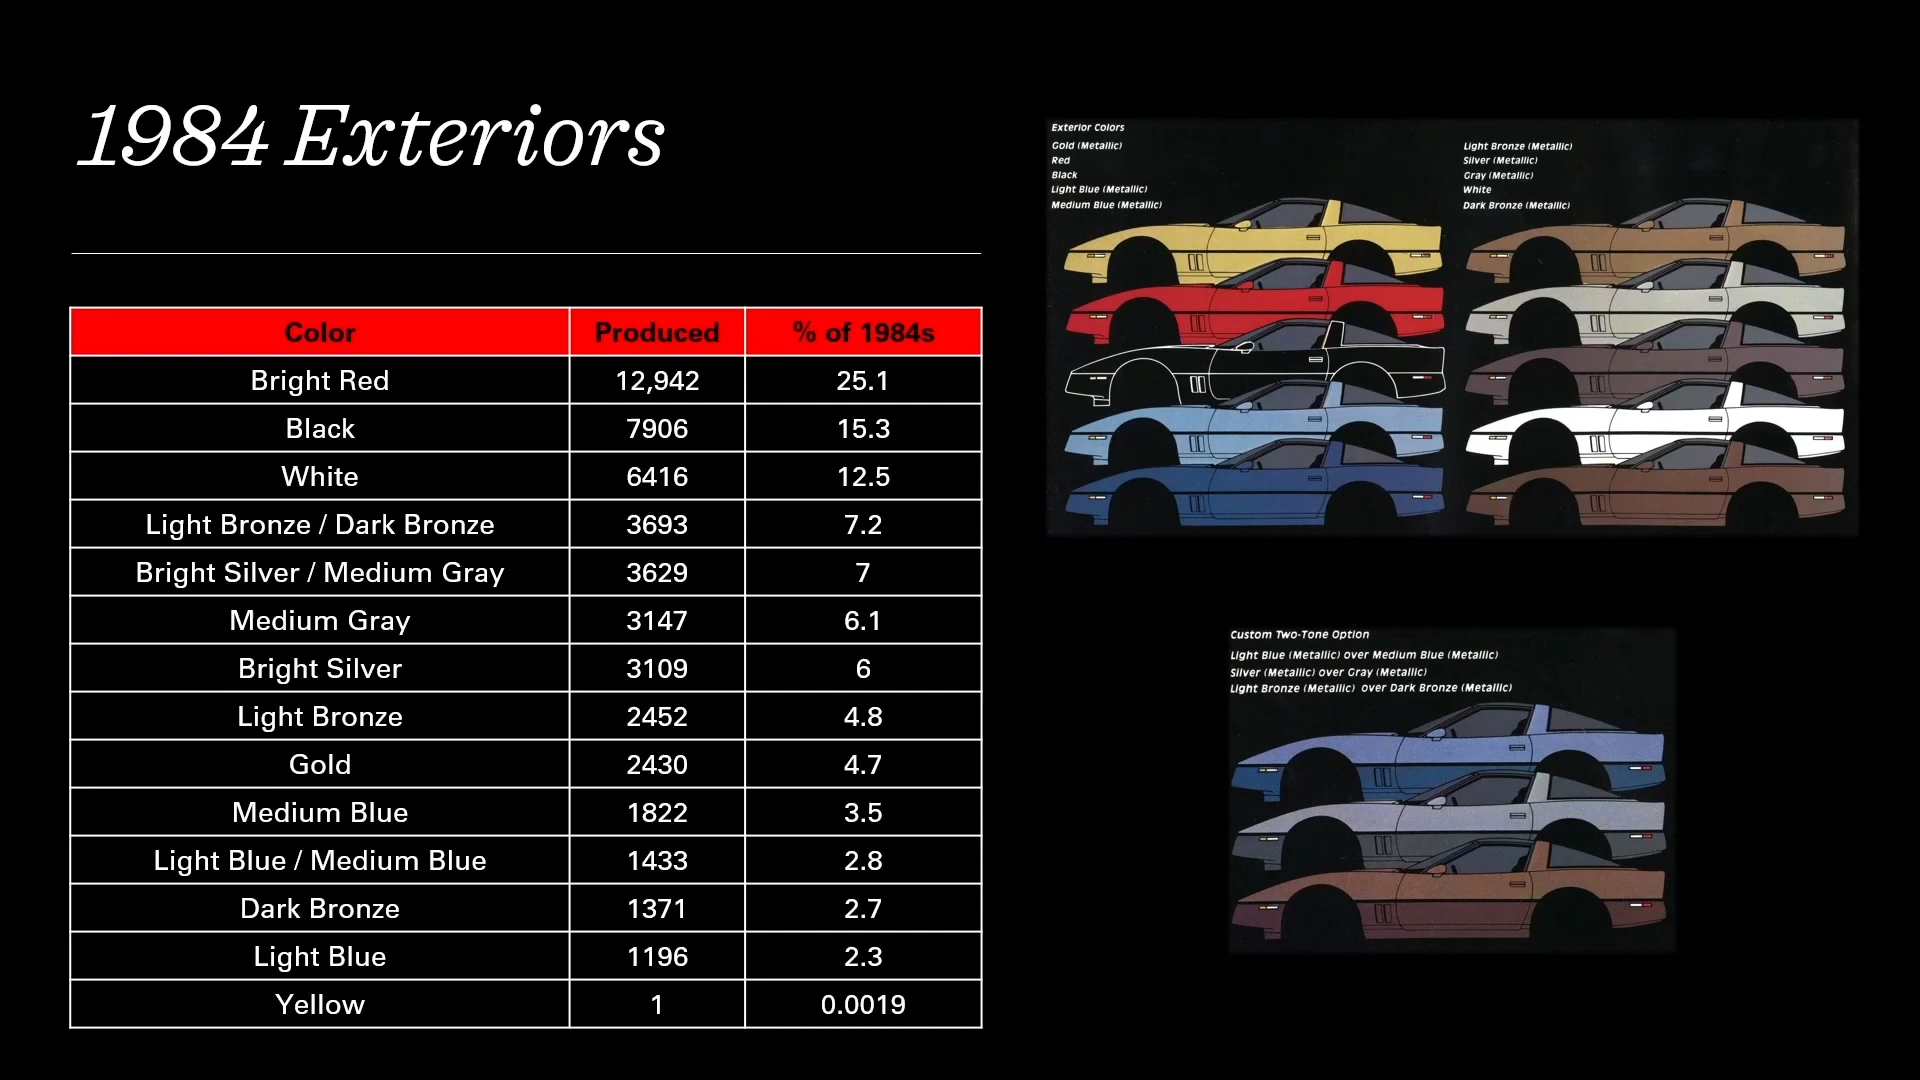 1984 Exteriors
Color Produced % of 1984s
Bright Red 12,942 25.1
Black 7906 15.3
White 6416 12.5
Light Bronze / Dark Bronze 3693 7.2
Bright Silver / Medium Gray 3629 7
Medium Gray 3147 6.1
Bright Silver 3109 6
Light Bronze 2452 4.8
Gold 2430 4.7
Medium Blue 1822 3.5
Light Blue / Medium Blue 1433 2.8
Dark Bronze 1371 2.7
Light Blue 1196 2.3
Yellow 1 0.0019
Exterior Colors
Gold (Metallic)
Red
Black
Light Blue (Metallic)
Medium Blue (Metallic)
Light Bronze (Metallic)
Silver (Metallic)
Gray (Metallic)
White
Dark Bronze (Metallic)
Custom Two-Tone Option
Light Blue (Metallic) over Medium Blue (Metallic)
Silver (Metallic) over Gray (Metallic)
Light Bronze (Metallic) over Dark Bronze (Metallic)